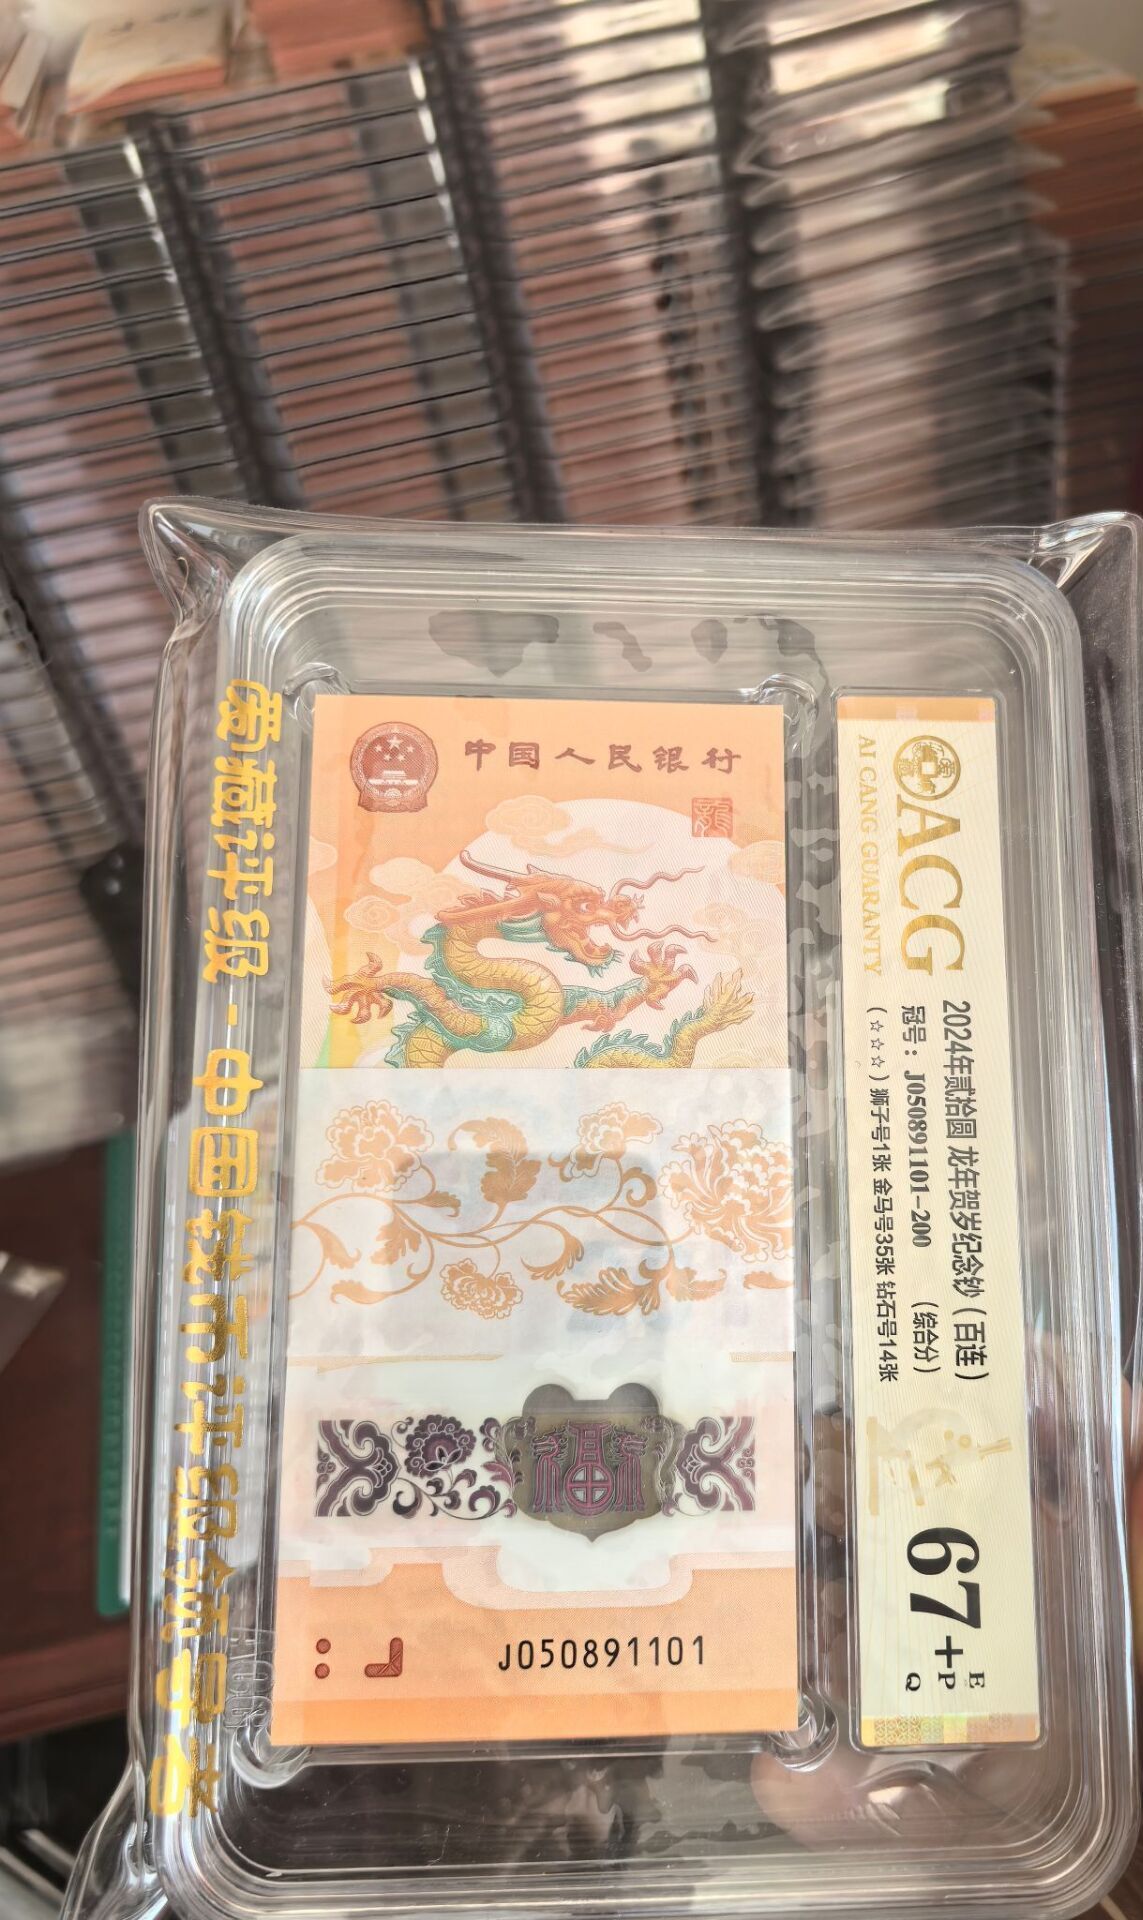 爱藏评级-中国钱币评级领导者
中国人民银行
龍
福
J050891101
ACG
AI CANG GUARANTY
2024年贰拾圆 龙年贺岁纪念钞(百连)
冠号:J050891101-200 (综合分)
(☆☆☆)狮子号1张 金马号35张 钻石号14张
67+
E
P
Q